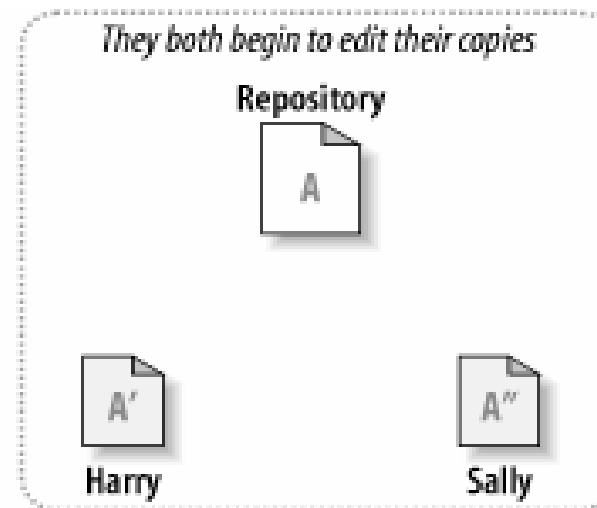 They both begin to edit their copies
Repository
A
A′
A″
Harry
Sally